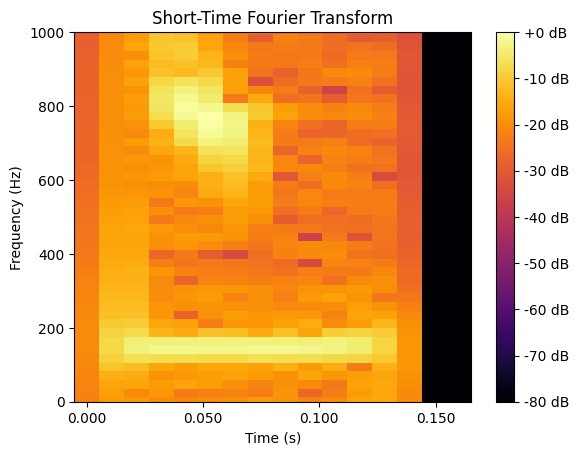 Short-Time Fourier Transform
1000
800
600
400
200
0
Frequency (Hz)
0.000
0.050
0.100
0.150
Time (s)
+0 dB
-10 dB
-20 dB
-30 dB
-40 dB
-50 dB
-60 dB
-70 dB
-80 dB